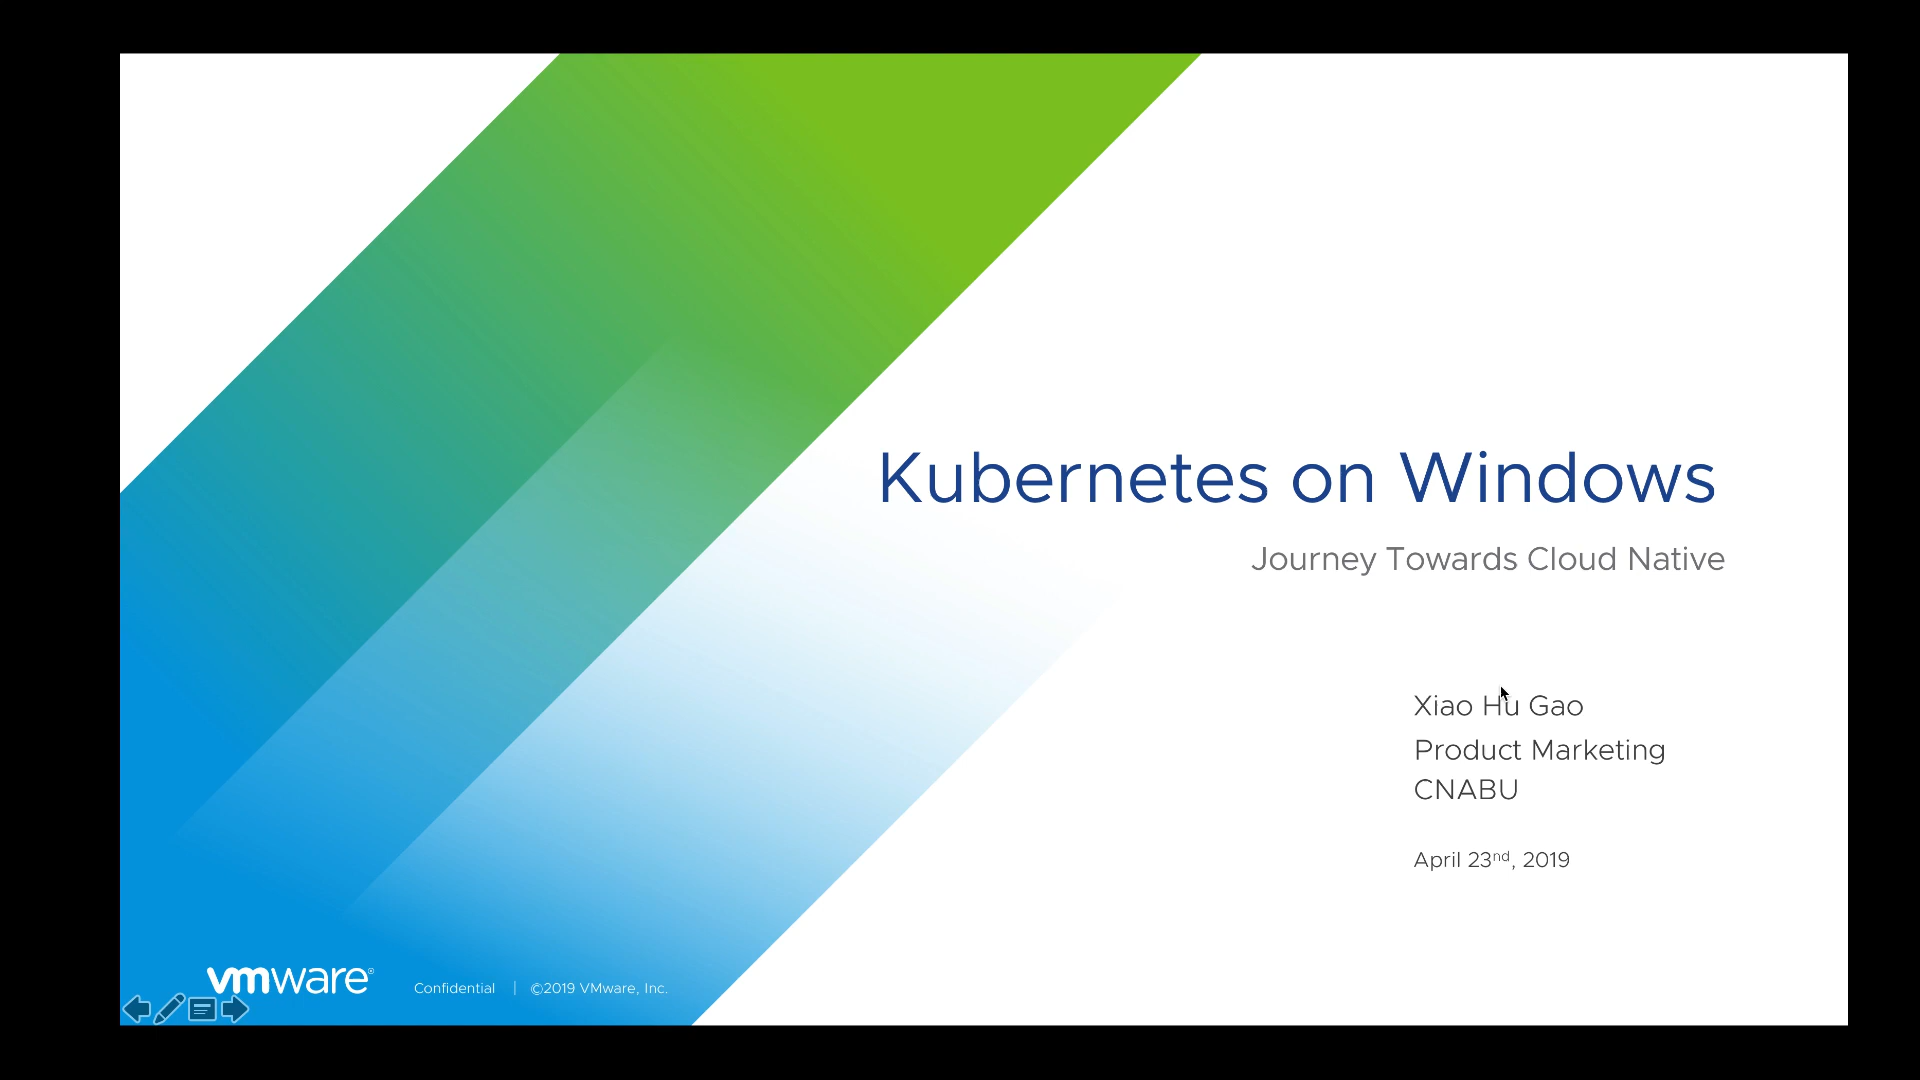 Kubernetes on Windows
Journey Towards Cloud Native
Xiao Hu Gao
Product Marketing
CNABU
April 23nd, 2019
vmware®
Confidential | ©2019 VMware, Inc.